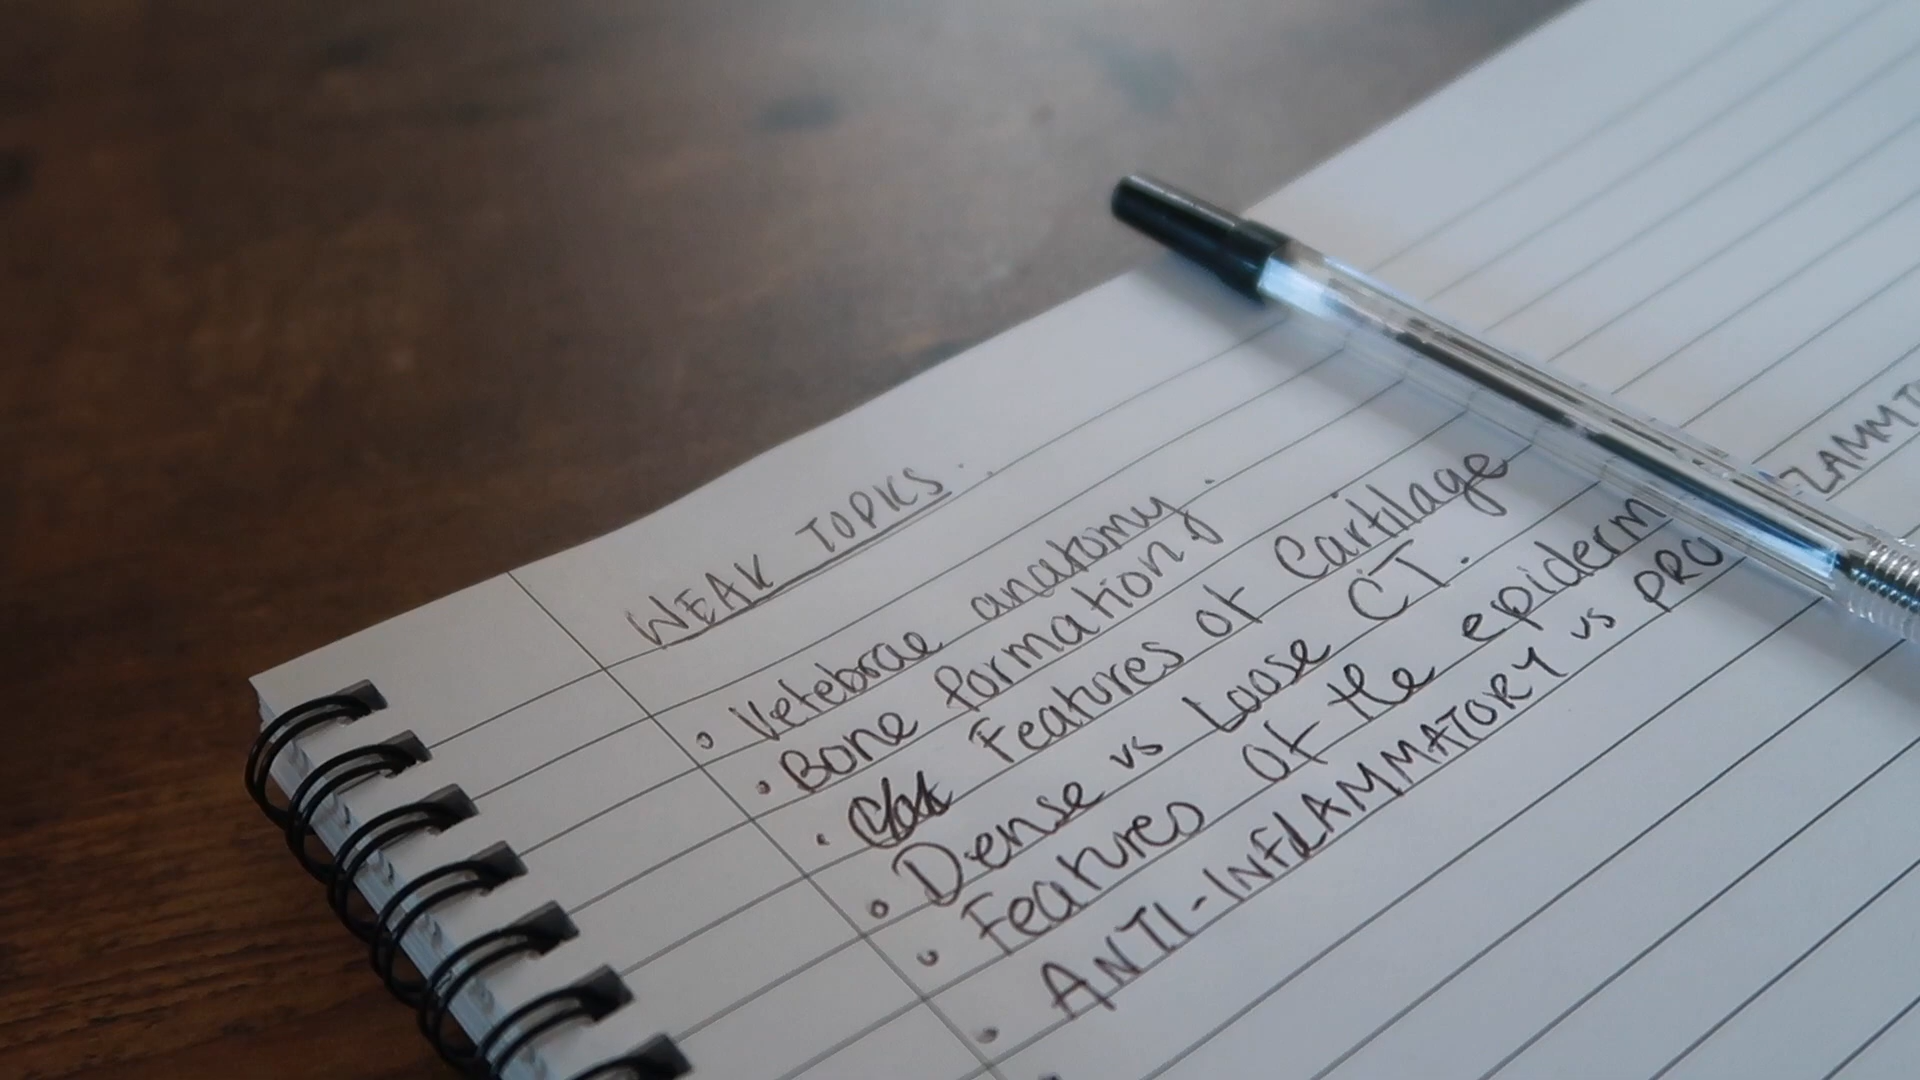 WEAK TOPICS.
• Vetebrae anatomy.
• Bone formation.
• Features of Cartilage
• Dense vs Loose CT.
• Features of the epiderm
• ANTI-INFLAMMATORY vs PRO